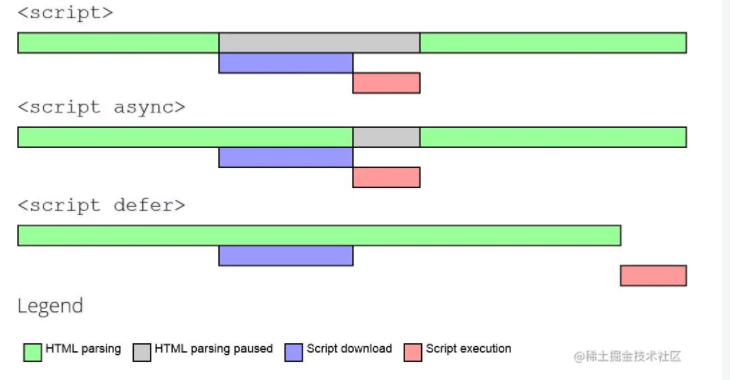 <script>
<script async>
<script defer>
Legend
HTML parsing HTML parsing paused Script download Script execution
@稀土掘金技术社区